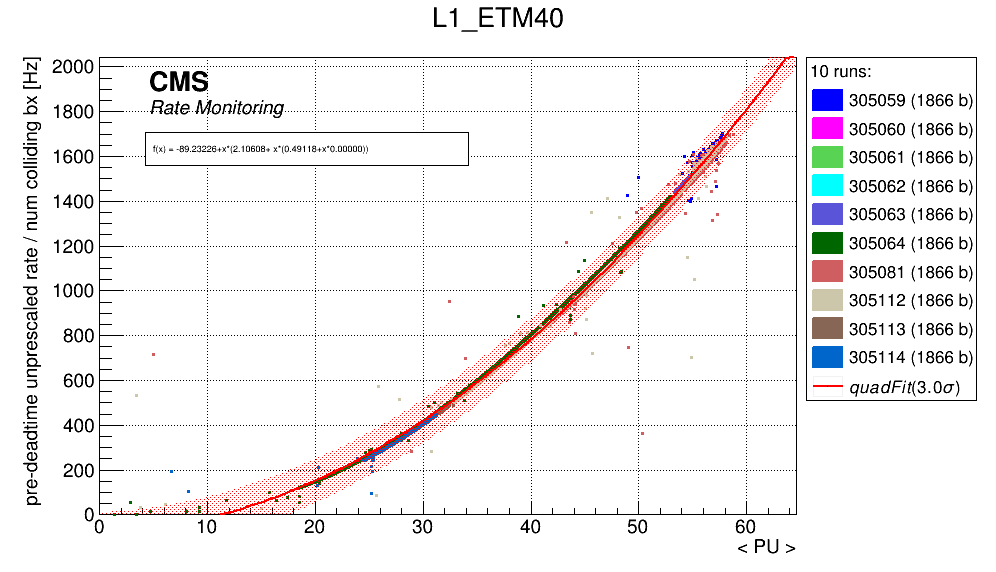 L1_ETM40
pre-deadtime unprescaled rate / num colliding bx [Hz]
2000
1800
1600
1400
1200
1000
800
600
400
200
0
CMS
Rate Monitoring
f(x) = -89.23226+x*(2.10608+ x*(0.49118+x*0.00000))
0 10 20 30 40 50 60
< PU >
10 runs:
305059 (1866 b)
305060 (1866 b)
305061 (1866 b)
305062 (1866 b)
305063 (1866 b)
305064 (1866 b)
305081 (1866 b)
305112 (1866 b)
305113 (1866 b)
305114 (1866 b)
quadFit(3.0σ)